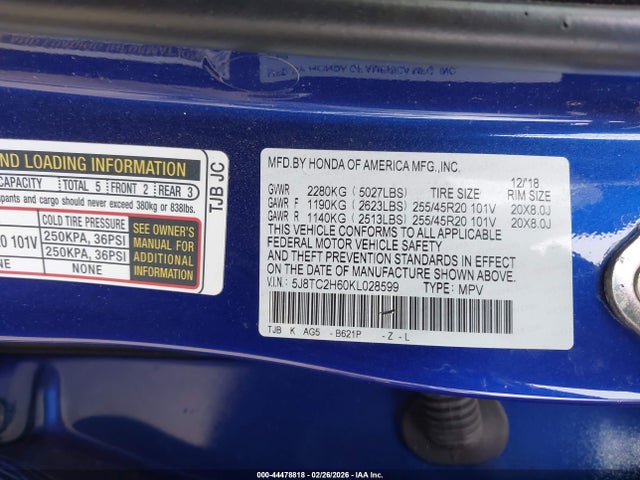 ND LOADING INFORMATION
CAPACITY TOTAL 5 FRONT 2 REAR 3
pants and cargo should never exceed 380kg or 838lbs.
COLD TIRE PRESSURE
20 101V 250KPA, 36PSI
250KPA, 36PSI
NONE
SEE OWNER'S
MANUAL FOR
ADDITIONAL
INFORMATION
TJB JC
MFD.BY HONDA OF AMERICA MFG.,INC.
12/18
GVWR 2280KG (5027LBS) TIRE SIZE RIM SIZE
GAWR F 1190KG (2623LBS) 255/45R20 101V 20X8.0J
GAWR R 1140KG (2513LBS) 255/45R20 101V 20X8.0J
THIS VEHICLE CONFORMS TO ALL APPLICABLE
FEDERAL MOTOR VEHICLE SAFETY
AND THEFT PREVENTION STANDARDS IN EFFECT
ON THE DATE OF MANUFACTURE SHOWN ABOVE.
V.I.N.: 5J8TC2H60KL028599 TYPE: MPV
TJB K AG5 - B621P - Z - L
000-44478818 - 02/26/2026 - IAA Inc.